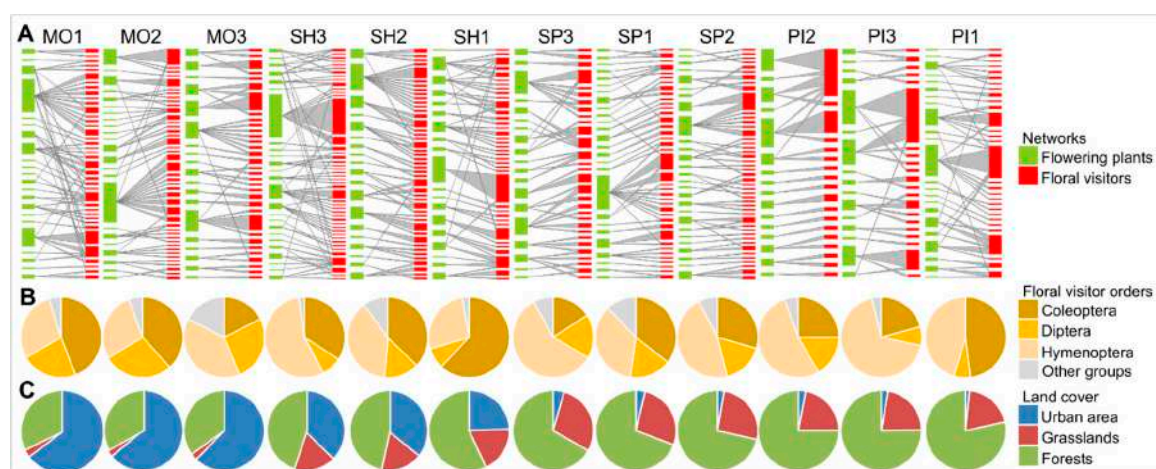 A
MO1 MO2 MO3 SH3 SH2 SH1 SP3 SP1 SP2 PI2 PI3 PI1
Networks
Flowering plants
Floral visitors
B
Floral visitor orders
Coleoptera
Diptera
Hymenoptera
Other groups
C
Land cover
Urban area
Grasslands
Forests